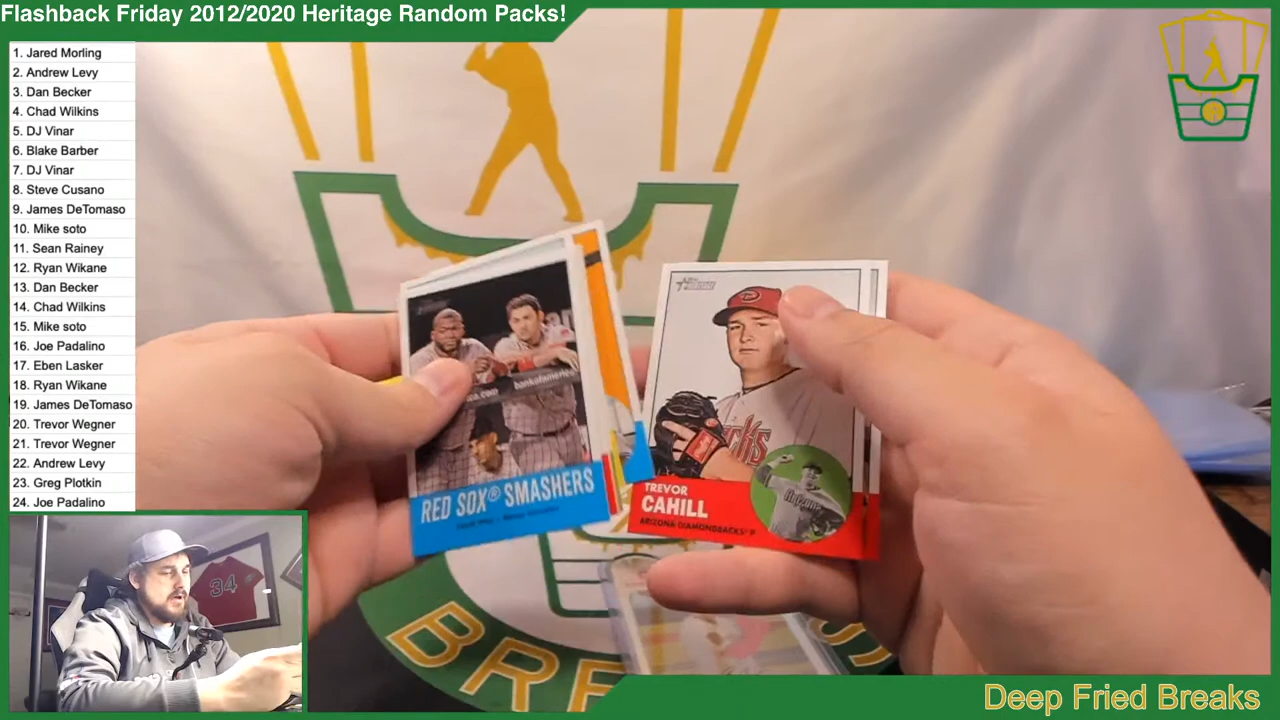 Flashback Friday 2012/2020 Heritage Random Packs!
1. Jared Morling
2. Andrew Levy
3. Dan Becker
4. Chad Wilkins
5. DJ Vinar
6. Blake Barber
7. DJ Vinar
8. Steve Cusano
9. James DeTomaso
10. Mike soto
11. Sean Rainey
12. Ryan Wikane
13. Dan Becker
14. Chad Wilkins
15. Mike soto
16. Joe Padalino
17. Eben Lasker
18. Ryan Wikane
19. James DeTomaso
20. Trevor Wegner
21. Trevor Wegner
22. Andrew Levy
23. Greg Plotkin
24. Joe Padalino
RED SOX® SMASHERS
TREVOR
CAHILL
ARIZONA DIAMONDBACKS® P
34
BRE
Deep Fried Breaks